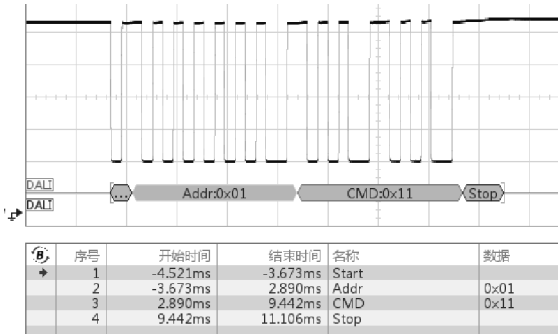 DALI
... Addr:0x01 CMD:0x11 Stop
DALI
B 序号 开始时间 结束时间 名称 数据
1 -4.521ms -3.673ms Start
2 -3.673ms 2.890ms Addr 0x01
3 2.890ms 9.442ms CMD 0x11
4 9.442ms 11.106ms Stop